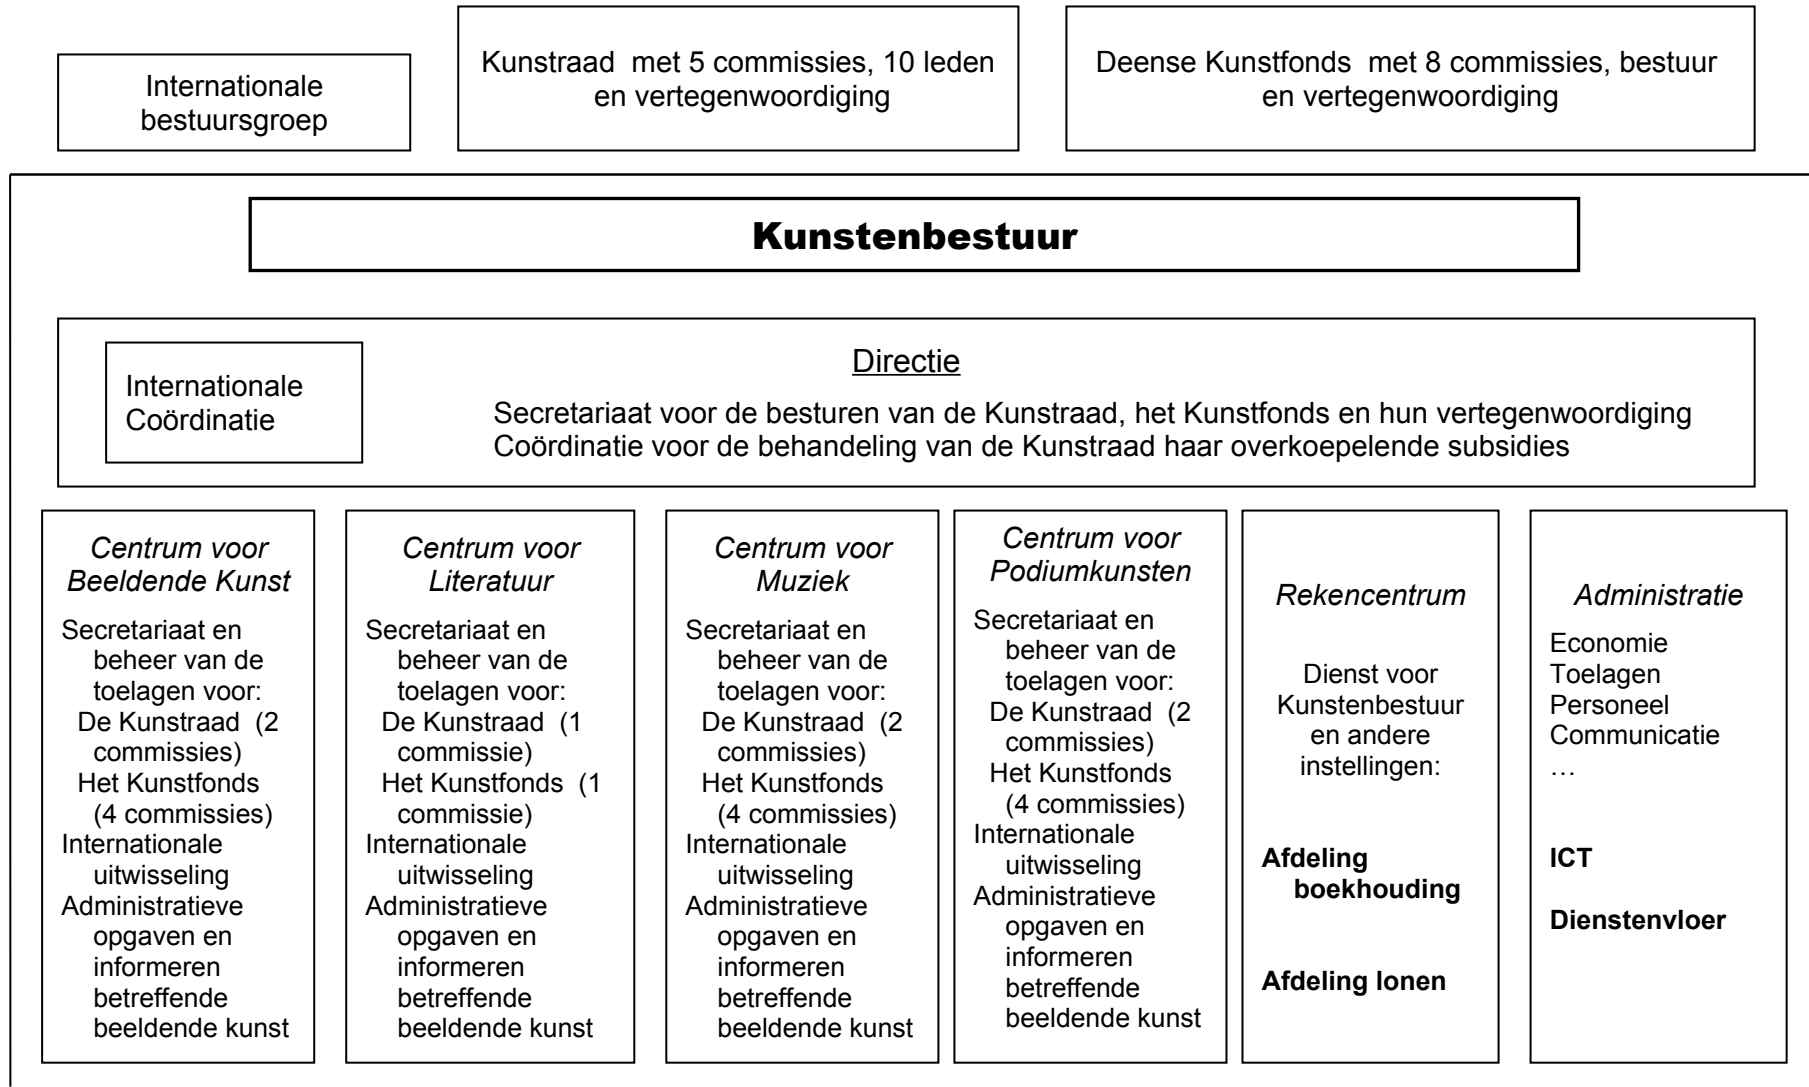 Internationale
bestuursgroep
Kunstraad met 5 commissies, 10 leden
en vertegenwoordiging
Deense Kunstfonds met 8 commissies, bestuur
en vertegenwoordiging
Kunstenbestuur
Internationale
Coördinatie
Directie
Secretariaat voor de besturen van de Kunstraad, het Kunstfonds en hun vertegenwoordiging
Coördinatie voor de behandeling van de Kunstraad haar overkoepelende subsidies
Centrum voor
Beeldende Kunst
Secretariaat en
beheer van de
toelagen voor:
De Kunstraad (2
commissies)
Het Kunstfonds
(4 commissies)
Internationale
uitwisseling
Administratieve
opgaven en
informeren
betreffende
beeldende kunst
Centrum voor
Literatuur
Secretariaat en
beheer van de
toelagen voor:
De Kunstraad (1
commissie)
Het Kunstfonds (1
commissie)
Internationale
uitwisseling
Administratieve
opgaven en
informeren
betreffende
beeldende kunst
Centrum voor
Muziek
Secretariaat en
beheer van de
toelagen voor:
De Kunstraad (2
commissies)
Het Kunstfonds
(4 commissies)
Internationale
uitwisseling
Administratieve
opgaven en
informeren
betreffende
beeldende kunst
Centrum voor
Podiumkunsten
Secretariaat en
beheer van de
toelagen voor:
De Kunstraad (2
commissies)
Het Kunstfonds
(4 commissies)
Internationale
uitwisseling
Administratieve
opgaven en
informeren
betreffende
beeldende kunst
Rekencentrum
Dienst voor
Kunstenbestuur
en andere
instellingen:
Afdeling
boekhouding
Afdeling lonen
Administratie
Economie
Toelagen
Personeel
Communicatie
…
ICT
Dienstenvloer